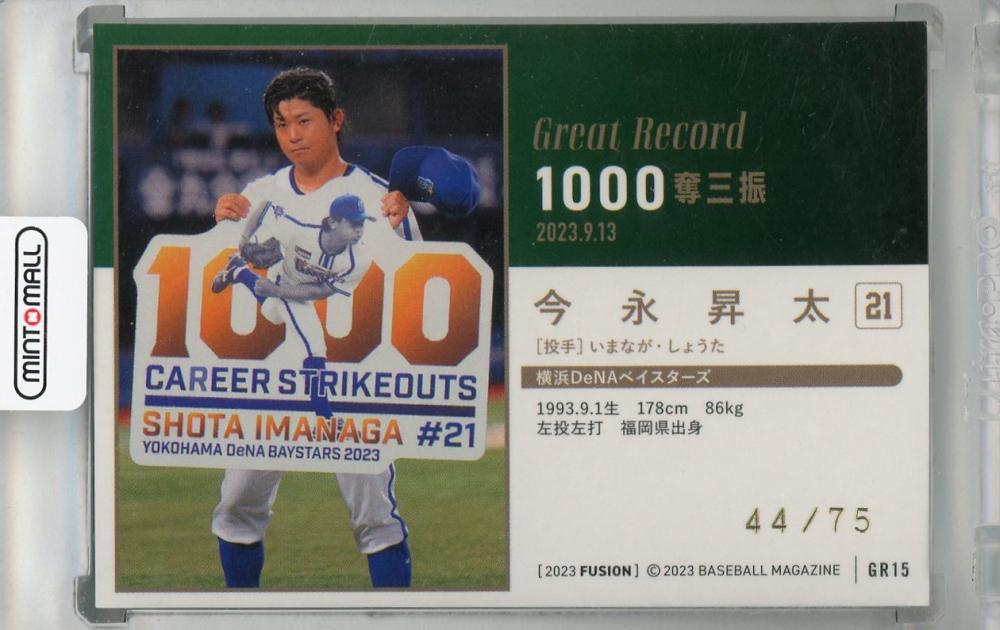 MINTOMALL
1000
CAREER STRIKEOUTS
SHOTA IMANAGA #21
YOKOHAMA DeNA BAYSTARS 2023
Great Record
1000 奪三振
2023.9.13
今永昇太 21
[投手] いまなが・しょうた
横浜DeNAベイスターズ
1993.9.1生 178cm 86kg
左投左打 福岡県出身
44/75
[2023 FUSION] ©2023 BASEBALL MAGAZINE GR15